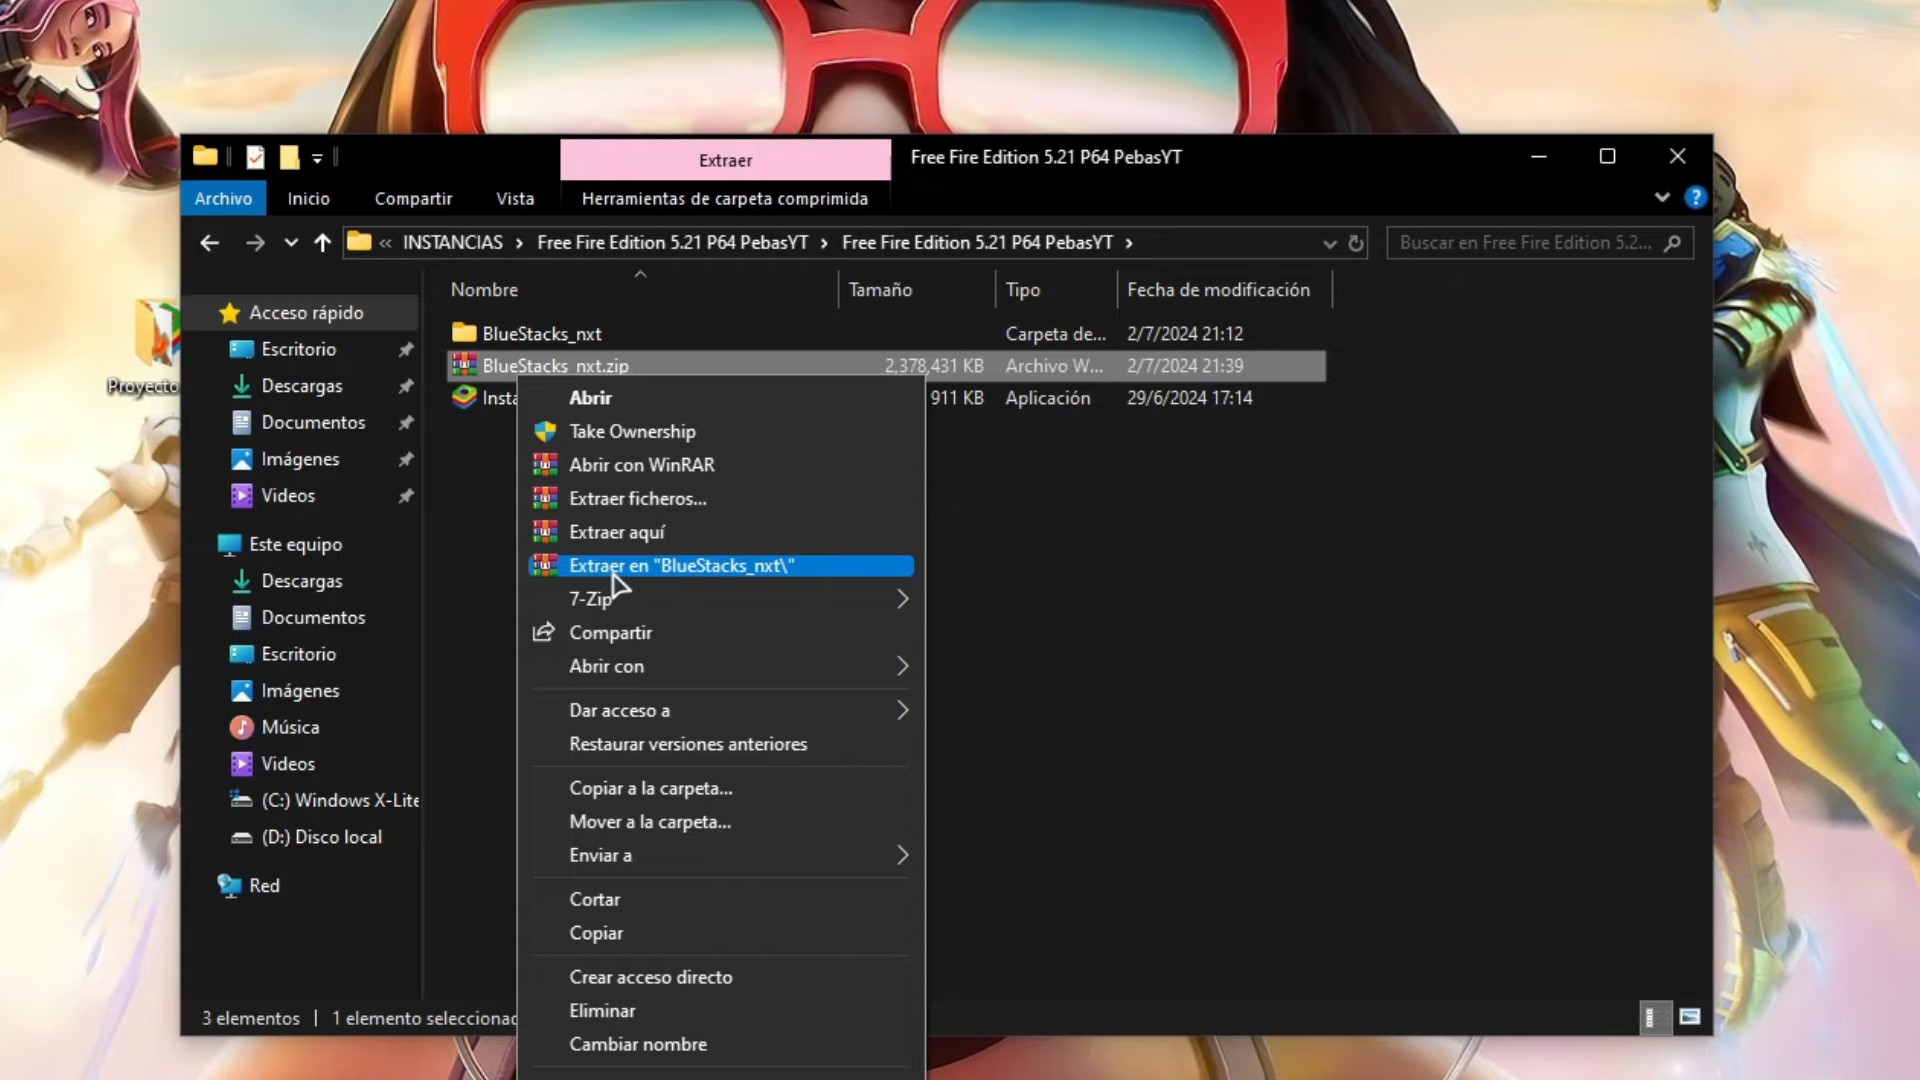 Extraer
Free Fire Edition 5.21 P64 PebasYT
Archivo
Inicio
Compartir
Vista
Herramientas de carpeta comprimida
?
« INSTANCIAS › Free Fire Edition 5.21 P64 PebasYT › Free Fire Edition 5.21 P64 PebasYT ›
Buscar en Free Fire Edition 5.2...
Nombre
Tamaño
Tipo
Fecha de modificación
Proyecto
Acceso rápido
Escritorio
Descargas
Documentos
Imágenes
Videos
Este equipo
Descargas
Documentos
Escritorio
Imágenes
Música
Videos
(C:) Windows X-Lite
(D:) Disco local
Red
BlueStacks_nxt Carpeta de... 2/7/2024 21:12
BlueStacks_nxt.zip 2,378,431 KB Archivo W... 2/7/2024 21:39
Insta 911 KB Aplicación 29/6/2024 17:14
Abrir
Take Ownership
Abrir con WinRAR
Extraer ficheros...
Extraer aquí
Extraer en "BlueStacks_nxt\"
7-Zip
Compartir
Abrir con
Dar acceso a
Restaurar versiones anteriores
Copiar a la carpeta...
Mover a la carpeta...
Enviar a
Cortar
Copiar
Crear acceso directo
Eliminar
Cambiar nombre
3 elementos | 1 elemento seleccionad